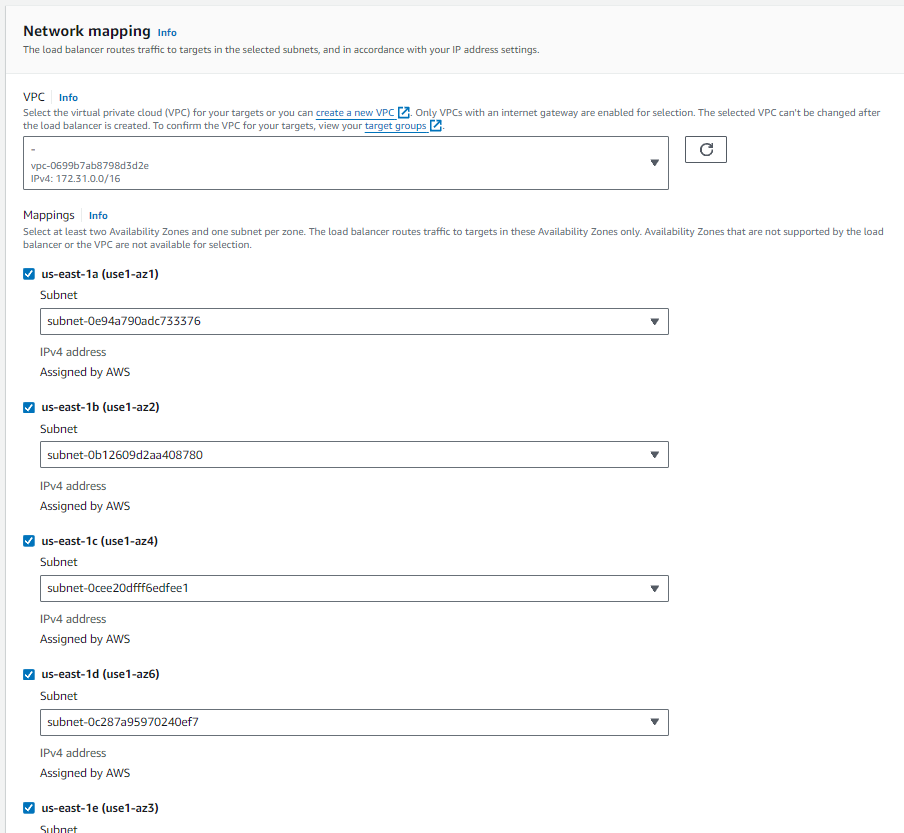 Network mapping Info
The load balancer routes traffic to targets in the selected subnets, and in accordance with your IP address settings.
VPC Info
Select the virtual private cloud (VPC) for your targets or you can create a new VPC. Only VPCs with an internet gateway are enabled for selection. The selected VPC can't be changed after
the load balancer is created. To confirm the VPC for your targets, view your target groups.
-
vpc-0699b7ab8798d3d2e
IPv4: 172.31.0.0/16
Mappings Info
Select at least two Availability Zones and one subnet per zone. The load balancer routes traffic to targets in these Availability Zones only. Availability Zones that are not supported by the load
balancer or the VPC are not available for selection.
us-east-1a (use1-az1)
Subnet
subnet-0e94a790adc733376
IPv4 address
Assigned by AWS
us-east-1b (use1-az2)
Subnet
subnet-0b12609d2aa408780
IPv4 address
Assigned by AWS
us-east-1c (use1-az4)
Subnet
subnet-0cee20dfff6edfee1
IPv4 address
Assigned by AWS
us-east-1d (use1-az6)
Subnet
subnet-0c287a95970240ef7
IPv4 address
Assigned by AWS
us-east-1e (use1-az3)
Subnet